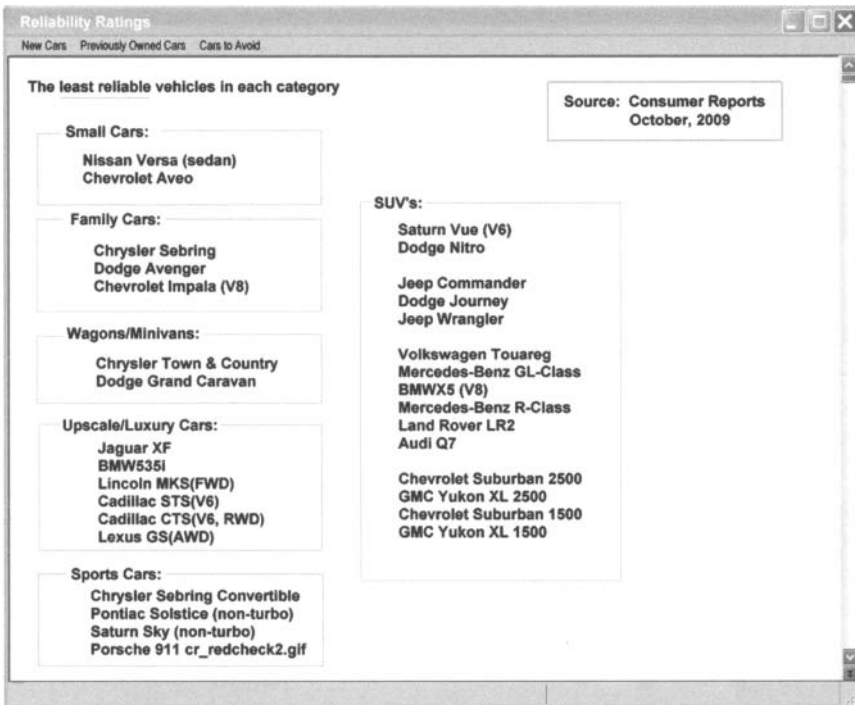 Reliability Ratings
New Cars Previously Owned Cars Cars to Avoid
The least reliable vehicles in each category
Source: Consumer Reports
October, 2009
Small Cars:
Nissan Versa (sedan)
Chevrolet Aveo
Family Cars:
Chrysler Sebring
Dodge Avenger
Chevrolet Impala (V8)
Wagons/Minivans:
Chrysler Town & Country
Dodge Grand Caravan
Upscale/Luxury Cars:
Jaguar XF
BMW535i
Lincoln MKS(FWD)
Cadillac STS(V6)
Cadillac CTS(V6, RWD)
Lexus GS(AWD)
Sports Cars:
Chrysler Sebring Convertible
Pontiac Solstice (non-turbo)
Saturn Sky (non-turbo)
Porsche 911 cr_redcheck2.gif
SUV's:
Saturn Vue (V6)
Dodge Nitro
Jeep Commander
Dodge Journey
Jeep Wrangler
Volkswagen Touareg
Mercedes-Benz GL-Class
BMWX5 (V8)
Mercedes-Benz R-Class
Land Rover LR2
Audi Q7
Chevrolet Suburban 2500
GMC Yukon XL 2500
Chevrolet Suburban 1500
GMC Yukon XL 1500